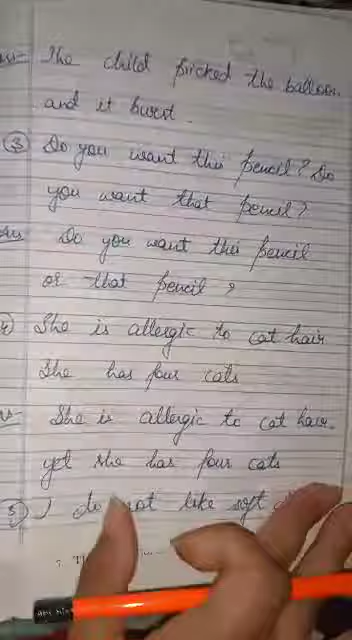 Ans- The child pricked the balloon
and it burst.
③ Do you want this pencil? Do
you want that pencil?
Ans Do you want this pencil
or that pencil?
She is allergic to cat hair
She has four cats
She is allergic to cat hair
yet she has four cats
⑤ I do not like soft